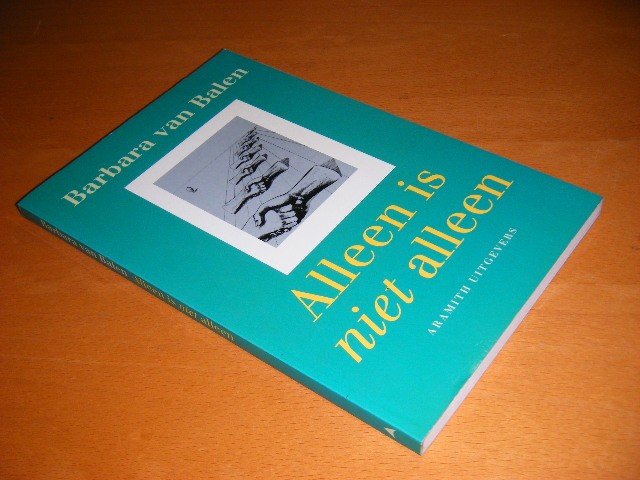 Barbara van Balen
Alleen is
niet alleen
ARAMITH UITGEVERS
Barbara van Balen Alleen is niet alleen